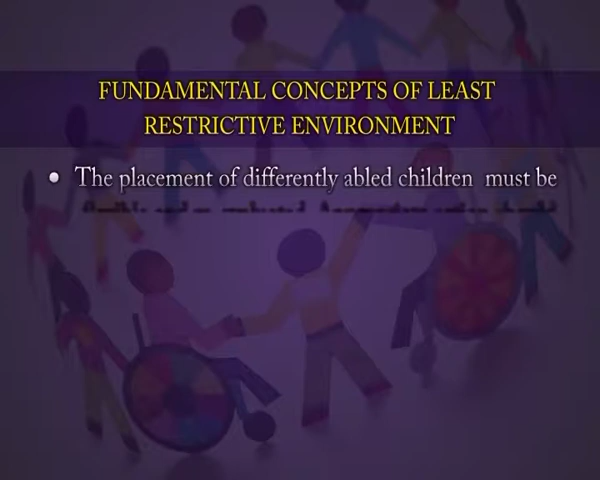 FUNDAMENTAL CONCEPTS OF LEAST
RESTRICTIVE ENVIRONMENT
• The placement of differently abled children must be